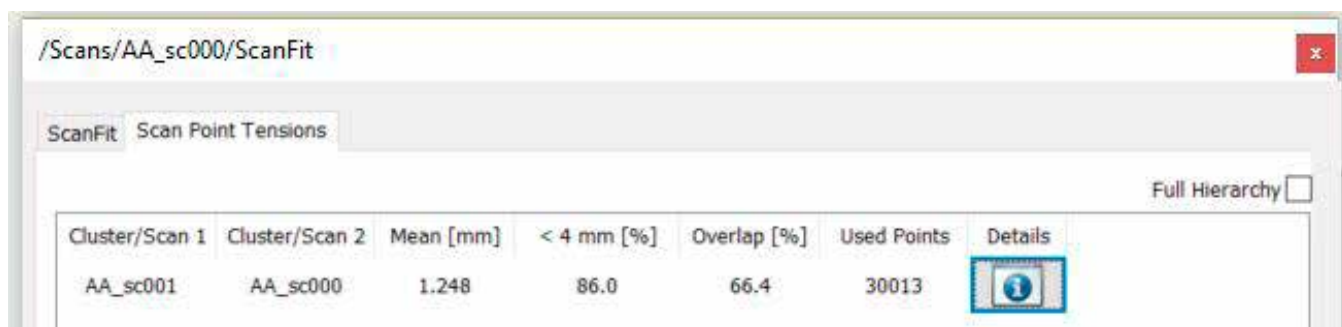 /Scans/AA_sc000/ScanFit
x
ScanFit Scan Point Tensions
Full Hierarchy
Cluster/Scan 1 Cluster/Scan 2 Mean [mm] < 4 mm [%] Overlap [%] Used Points Details
AA_sc001 AA_sc000 1.248 86.0 66.4 30013 i